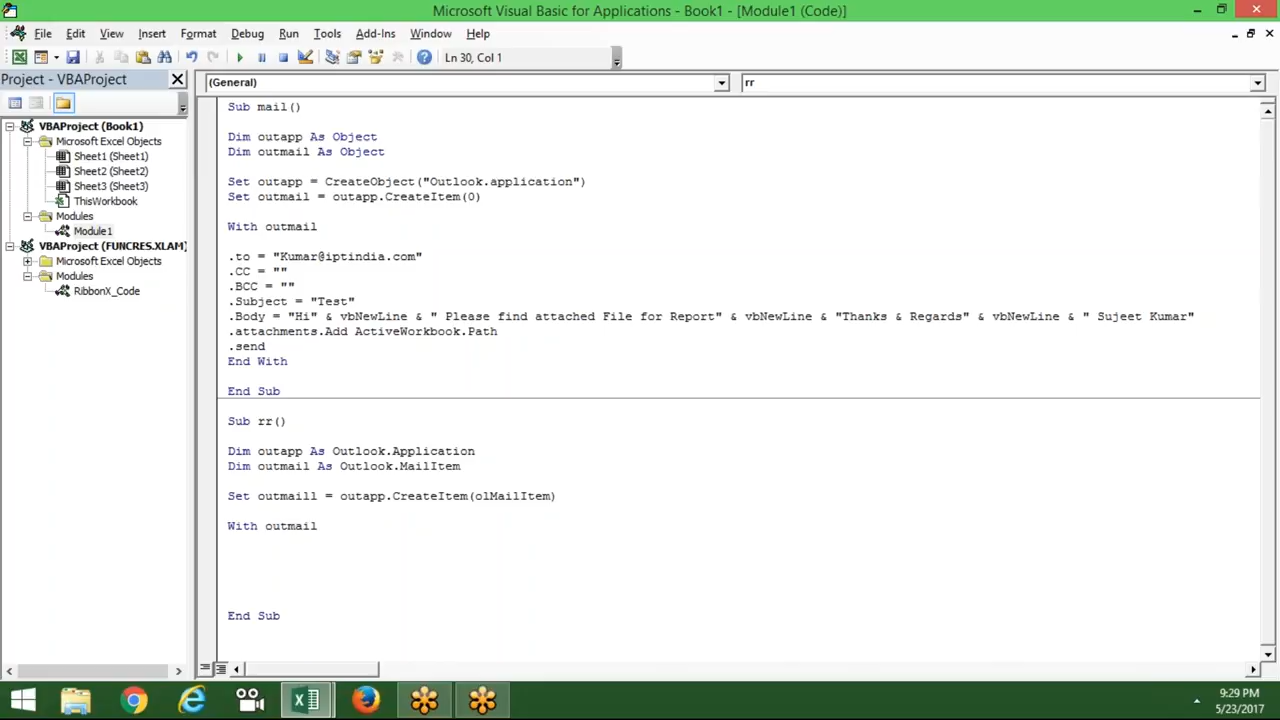 Microsoft Visual Basic for Applications - Book1 - [Module1 (Code)]
File Edit View Insert Format Debug Run Tools Add-Ins Window Help
Ln 30, Col 1
Project - VBAProject
(General) rr
VBAProject (Book1)
Microsoft Excel Objects
Sheet1 (Sheet1)
Sheet2 (Sheet2)
Sheet3 (Sheet3)
ThisWorkbook
Modules
Module1
VBAProject (FUNCRES.XLAM)
Microsoft Excel Objects
Modules
RibbonX_Code
Sub mail()
Dim outapp As Object
Dim outmail As Object
Set outapp = CreateObject("Outlook.application")
Set outmail = outapp.CreateItem(0)
With outmail
.to = "Kumar@iptindia.com"
.CC = ""
.BCC = ""
.Subject = "Test"
.Body = "Hi" & vbNewLine & " Please find attached File for Report" & vbNewLine & "Thanks & Regards" & vbNewLine & " Sujeet Kumar"
.attachments.Add ActiveWorkbook.Path
.send
End With
End Sub
Sub rr()
Dim outapp As Outlook.Application
Dim outmail As Outlook.MailItem
Set outmaill = outapp.CreateItem(olMailItem)
With outmail
End Sub
9:29 PM
5/23/2017